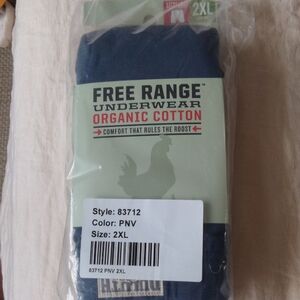 2XL
FREE RANGE™
UNDERWEAR
ORGANIC COTTON
COMFORT THAT RULES THE ROOST
Style: 83712
Color: PNV
Size: 2XL
83712 PNV 2XL